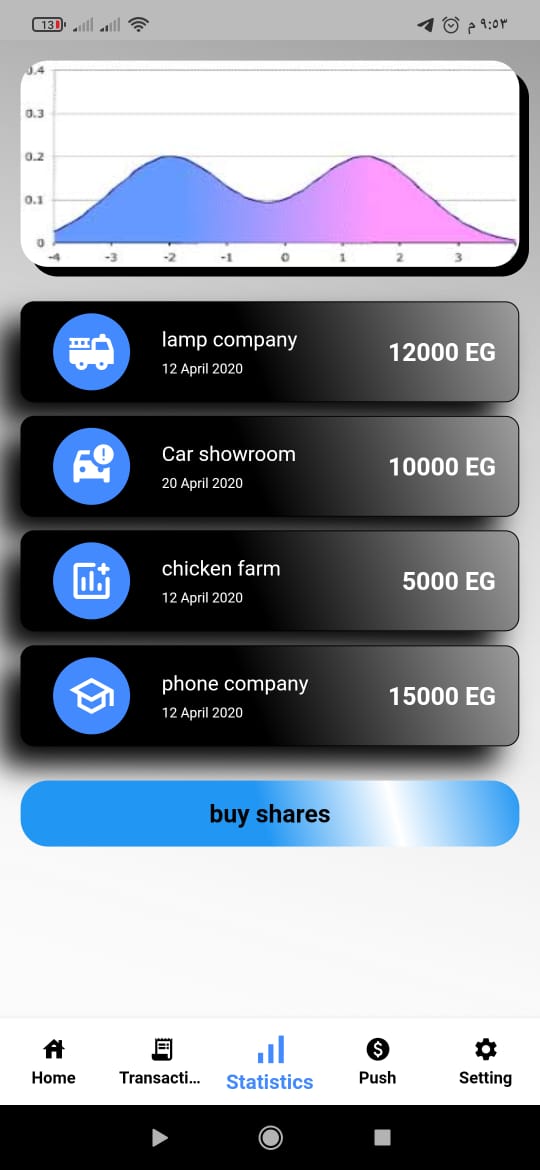 13
٩:٥٣ م
0.4
0.3
0.2
0.1
0
-4 -3 -2 -1 0 1 2 3
lamp company
12 April 2020
12000 EG
Car showroom
20 April 2020
10000 EG
chicken farm
12 April 2020
5000 EG
phone company
12 April 2020
15000 EG
buy shares
Home Transacti... Statistics Push Setting